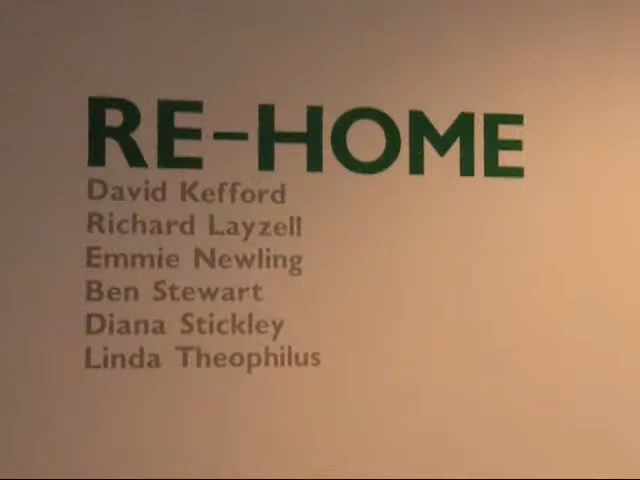 RE-HOME
David Kefford
Richard Layzell
Emmie Newling
Ben Stewart
Diana Stickley
Linda Theophilus